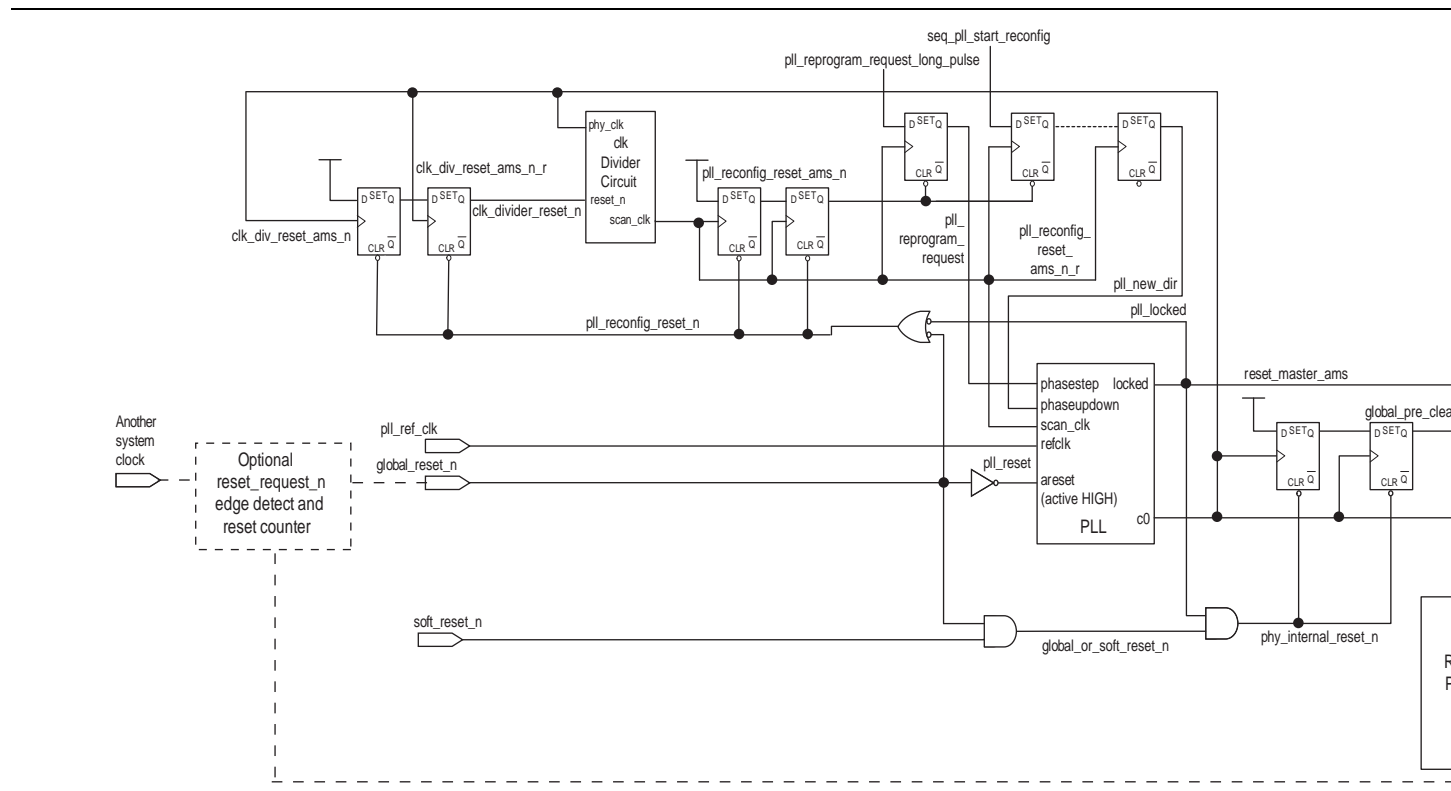 seq_pll_start_reconfig
pll_reprogram_request_long_pulse
phy_clk
clk
Divider
Circuit
reset_n
scan_clk
D SET Q
CLR Q
D SET Q
CLR Q
D SET Q
CLR Q
clk_div_reset_ams_n_r
pll_reconfig_reset_ams_n
D SET Q
CLR Q
D SET Q
CLR Q
D SET Q
CLR Q
D SET Q
CLR Q
clk_divider_reset_n
clk_div_reset_ams_n
pll_
reprogram_
request
pll_reconfig_
reset_
ams_n_r
pll_new_dir
pll_locked
pll_reconfig_reset_n
phasestep
locked
phaseupdown
scan_clk
refclk
areset
(active HIGH)
PLL
c0
reset_master_ams
global_pre_clea
D SET Q
CLR Q
D SET Q
CLR Q
Another
system
clock
Optional
reset_request_n
edge detect and
reset counter
pll_ref_clk
global_reset_n
pll_reset
soft_reset_n
global_or_soft_reset_n
phy_internal_reset_n
R
P